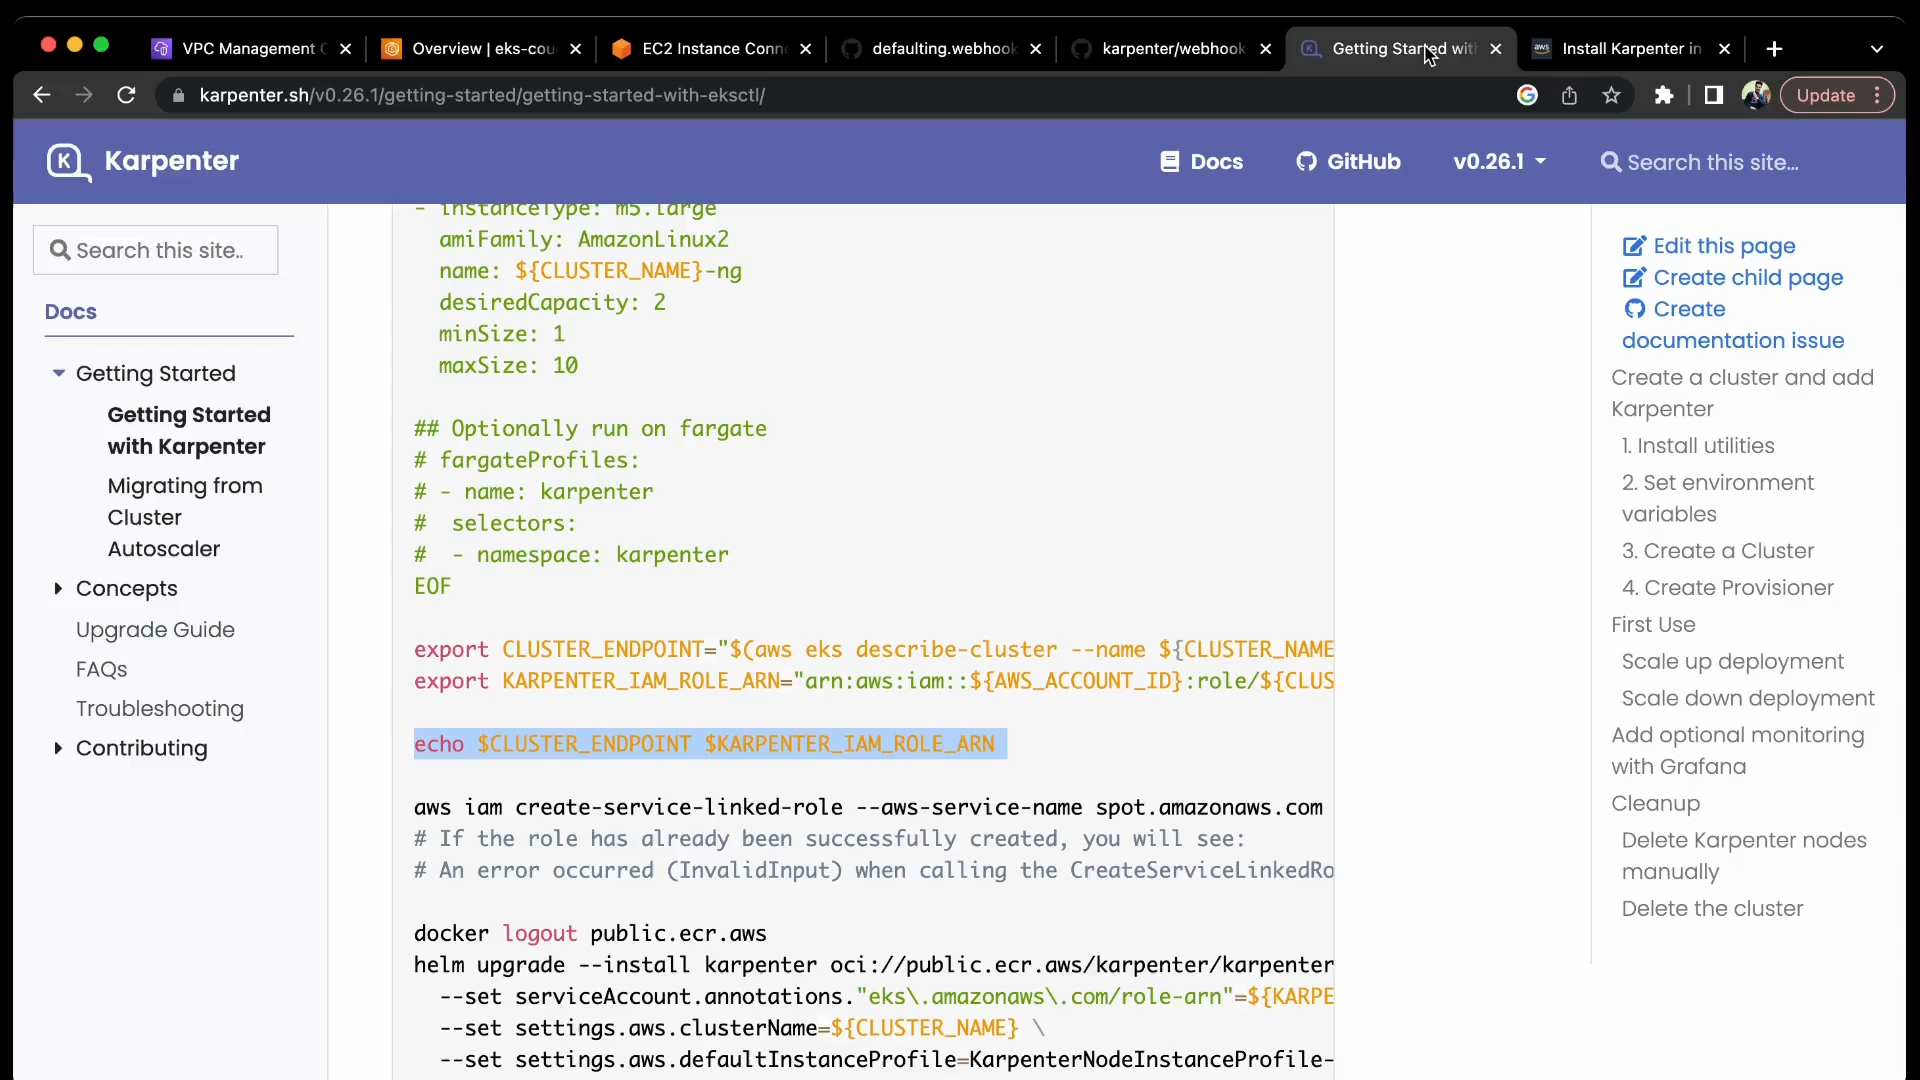 VPC Management C
Overview | eks-cou
EC2 Instance Conn
defaulting.webhook
karpenter/webhook
Getting Started with
Install Karpenter in
karpenter.sh/v0.26.1/getting-started/getting-started-with-eksctl/
Update
K Karpenter
Docs
GitHub
v0.26.1
Search this site…
Search this site..
Docs
Getting Started
Getting Started
with Karpenter
Migrating from
Cluster
Autoscaler
Concepts
Upgrade Guide
FAQs
Troubleshooting
Contributing
- instanceType: m5.large
amiFamily: AmazonLinux2
name: ${CLUSTER_NAME}-ng
desiredCapacity: 2
minSize: 1
maxSize: 10
## Optionally run on fargate
# fargateProfiles:
# - name: karpenter
#  selectors:
#  - namespace: karpenter
EOF
export CLUSTER_ENDPOINT="$(aws eks describe-cluster --name ${CLUSTER_NAME
export KARPENTER_IAM_ROLE_ARN="arn:aws:iam::${AWS_ACCOUNT_ID}:role/${CLUS
echo $CLUSTER_ENDPOINT $KARPENTER_IAM_ROLE_ARN
aws iam create-service-linked-role --aws-service-name spot.amazonaws.com
# If the role has already been successfully created, you will see:
# An error occurred (InvalidInput) when calling the CreateServiceLinkedRo
docker logout public.ecr.aws
helm upgrade --install karpenter oci://public.ecr.aws/karpenter/karpenter
--set serviceAccount.annotations."eks\.amazonaws\.com/role-arn"=${KARPE
--set settings.aws.clusterName=${CLUSTER_NAME} \
--set settings.aws.defaultInstanceProfile=KarpenterNodeInstanceProfile-
Edit this page
Create child page
Create
documentation issue
Create a cluster and add
Karpenter
1. Install utilities
2. Set environment
variables
3. Create a Cluster
4. Create Provisioner
First Use
Scale up deployment
Scale down deployment
Add optional monitoring
with Grafana
Cleanup
Delete Karpenter nodes
manually
Delete the cluster